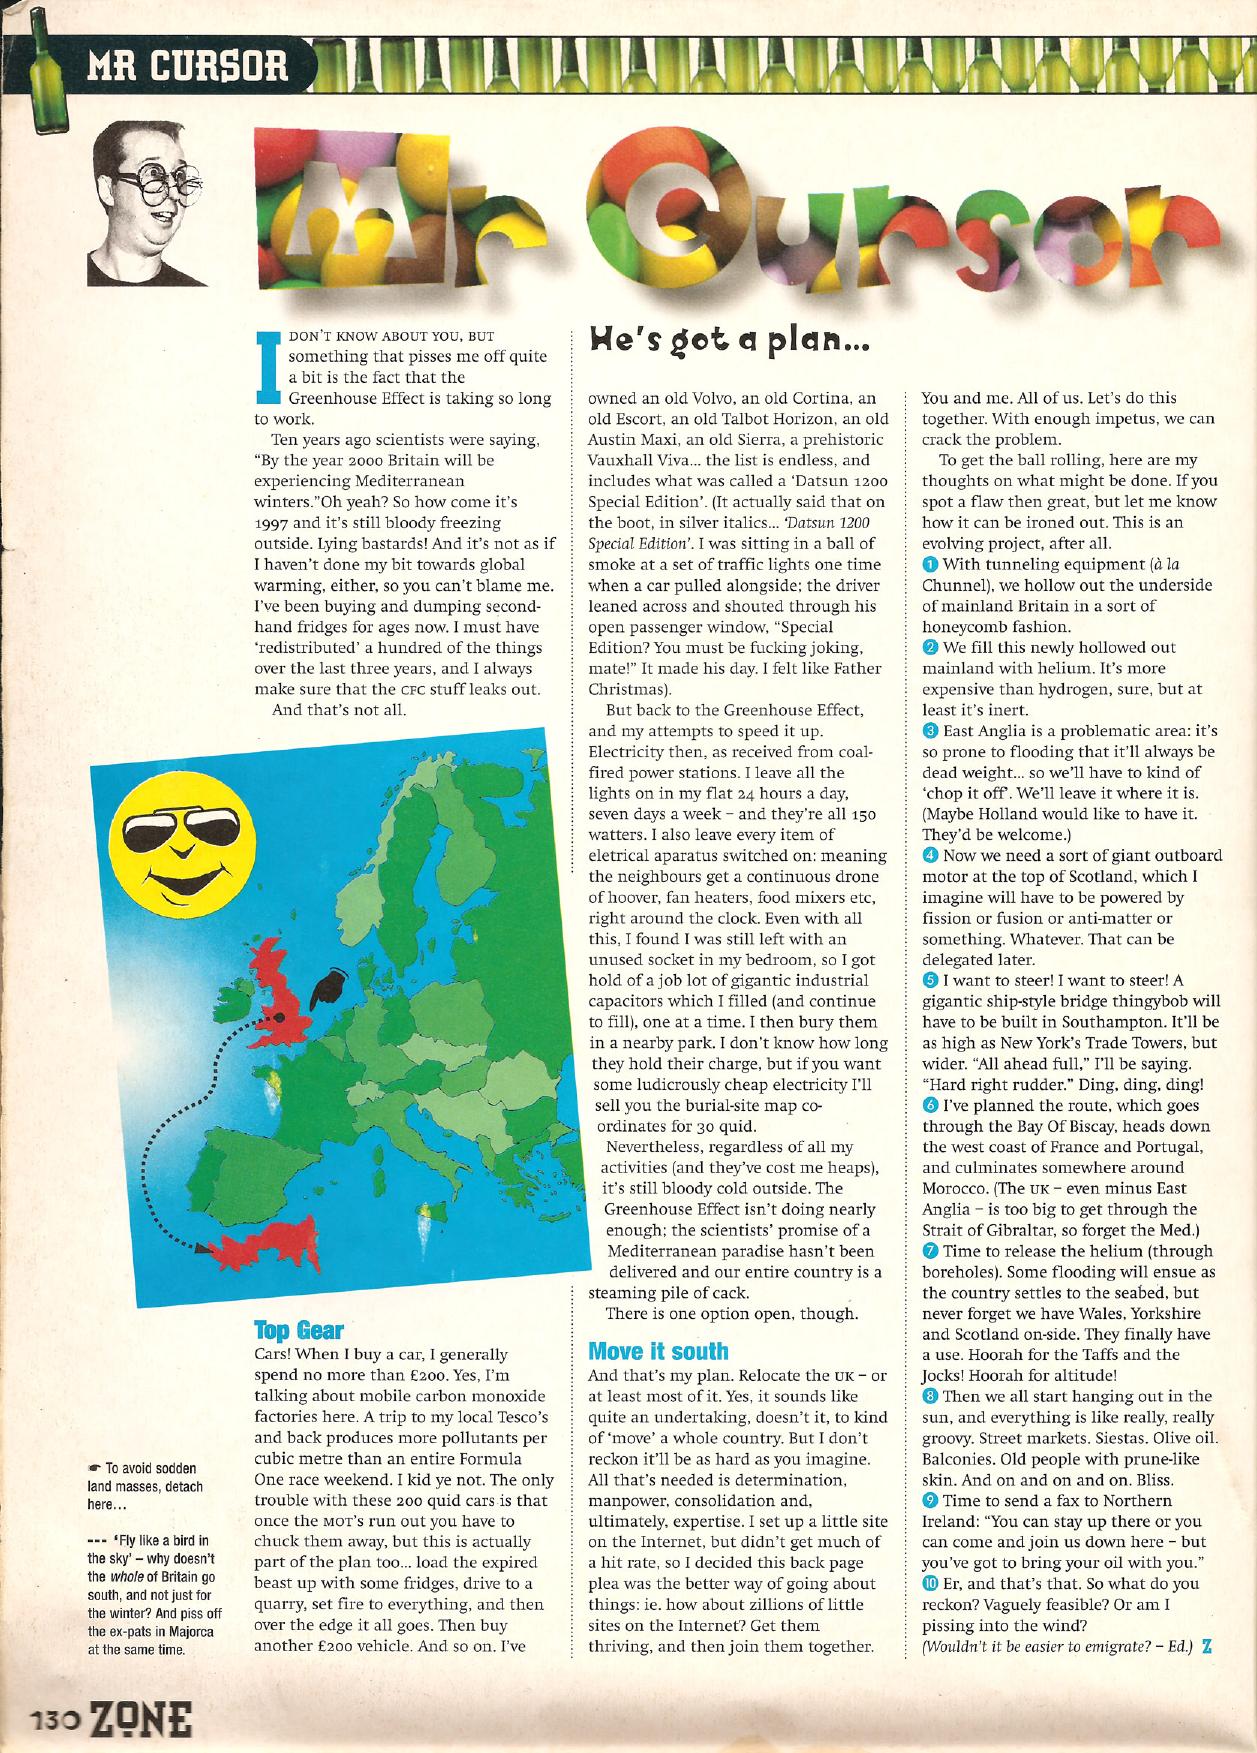 MR CURSOR
Mr Cursor
He's got a plan...
I DON'T KNOW ABOUT YOU, BUT
something that pisses me off quite
a bit is the fact that the
Greenhouse Effect is taking so long
to work.
Ten years ago scientists were saying,
“By the year 2000 Britain will be
experiencing Mediterranean
winters.”Oh yeah? So how come it's
1997 and it's still bloody freezing
outside. Lying bastards! And it's not as if
I haven't done my bit towards global
warming, either, so you can't blame me.
I've been buying and dumping second-
hand fridges for ages now. I must have
‘redistributed’ a hundred of the things
over the last three years, and I always
make sure that the CFC stuff leaks out.
And that's not all.
Top Gear
Cars! When I buy a car, I generally
spend no more than £200. Yes, I'm
talking about mobile carbon monoxide
factories here. A trip to my local Tesco's
and back produces more pollutants per
cubic metre than an entire Formula
One race weekend. I kid ye not. The only
trouble with these 200 quid cars is that
once the MOT's run out you have to
chuck them away, but this is actually
part of the plan too... load the expired
beast up with some fridges, drive to a
quarry, set fire to everything, and then
over the edge it all goes. Then buy
another £200 vehicle. And so on. I've
owned an old Volvo, an old Cortina, an
old Escort, an old Talbot Horizon, an old
Austin Maxi, an old Sierra, a prehistoric
Vauxhall Viva... the list is endless, and
includes what was called a ‘Datsun 1200
Special Edition’. (It actually said that on
the boot, in silver italics... ‘Datsun 1200
Special Edition’. I was sitting in a ball of
smoke at a set of traffic lights one time
when a car pulled alongside; the driver
leaned across and shouted through his
open passenger window, “Special
Edition? You must be fucking joking,
mate!” It made his day. I felt like Father
Christmas).
But back to the Greenhouse Effect,
and my attempts to speed it up.
Electricity then, as received from coal-
fired power stations. I leave all the
lights on in my flat 24 hours a day,
seven days a week – and they're all 150
watters. I also leave every item of
eletrical aparatus switched on: meaning
the neighbours get a continuous drone
of hoover, fan heaters, food mixers etc,
right around the clock. Even with all
this, I found I was still left with an
unused socket in my bedroom, so I got
hold of a job lot of gigantic industrial
capacitors which I filled (and continue
to fill), one at a time. I then bury them
in a nearby park. I don't know how long
they hold their charge, but if you want
some ludicrously cheap electricity I'll
sell you the burial-site map co-
ordinates for 30 quid.
Nevertheless, regardless of all my
activities (and they've cost me heaps),
it's still bloody cold outside. The
Greenhouse Effect isn't doing nearly
enough; the scientists' promise of a
Mediterranean paradise hasn't been
delivered and our entire country is a
steaming pile of cack.
There is one option open, though.
Move it south
And that's my plan. Relocate the UK – or
at least most of it. Yes, it sounds like
quite an undertaking, doesn't it, to kind
of ‘move’ a whole country. But I don't
reckon it'll be as hard as you imagine.
All that's needed is determination,
manpower, consolidation and,
ultimately, expertise. I set up a little site
on the Internet, but didn't get much of
a hit rate, so I decided this back page
plea was the better way of going about
things: ie. how about zillions of little
sites on the Internet? Get them
thriving, and then join them together.
You and me. All of us. Let's do this
together. With enough impetus, we can
crack the problem.
To get the ball rolling, here are my
thoughts on what might be done. If you
spot a flaw then great, but let me know
how it can be ironed out. This is an
evolving project, after all.
1 With tunneling equipment (à la
Chunnel), we hollow out the underside
of mainland Britain in a sort of
honeycomb fashion.
2 We fill this newly hollowed out
mainland with helium. It's more
expensive than hydrogen, sure, but at
least it's inert.
3 East Anglia is a problematic area: it's
so prone to flooding that it'll always be
dead weight... so we'll have to kind of
‘chop it off’. We'll leave it where it is.
(Maybe Holland would like to have it.
They'd be welcome.)
4 Now we need a sort of giant outboard
motor at the top of Scotland, which I
imagine will have to be powered by
fission or fusion or anti-matter or
something. Whatever. That can be
delegated later.
5 I want to steer! I want to steer! A
gigantic ship-style bridge thingybob will
have to be built in Southampton. It'll be
as high as New York's Trade Towers, but
wider. “All ahead full,” I'll be saying.
“Hard right rudder.” Ding, ding, ding!
6 I've planned the route, which goes
through the Bay Of Biscay, heads down
the west coast of France and Portugal,
and culminates somewhere around
Morocco. (The UK – even minus East
Anglia – is too big to get through the
Strait of Gibraltar, so forget the Med.)
7 Time to release the helium (through
boreholes). Some flooding will ensue as
the country settles to the seabed, but
never forget we have Wales, Yorkshire
and Scotland on-side. They finally have
a use. Hoorah for the Taffs and the
Jocks! Hoorah for altitude!
8 Then we all start hanging out in the
sun, and everything is like really, really
groovy. Street markets. Siestas. Olive oil.
Balconies. Old people with prune-like
skin. And on and on and on. Bliss.
9 Time to send a fax to Northern
Ireland: “You can stay up there or you
can come and join us down here – but
you've got to bring your oil with you.”
10 Er, and that's that. So what do you
reckon? Vaguely feasible? Or am I
pissing into the wind?
(Wouldn't it be easier to emigrate? – Ed.) Z
☛ To avoid sodden
land masses, detach
here...
--- ‘Fly like a bird in
the sky’ – why doesn't
the whole of Britain go
south, and not just for
the winter? And piss off
the ex-pats in Majorca
at the same time.
130 ZONE